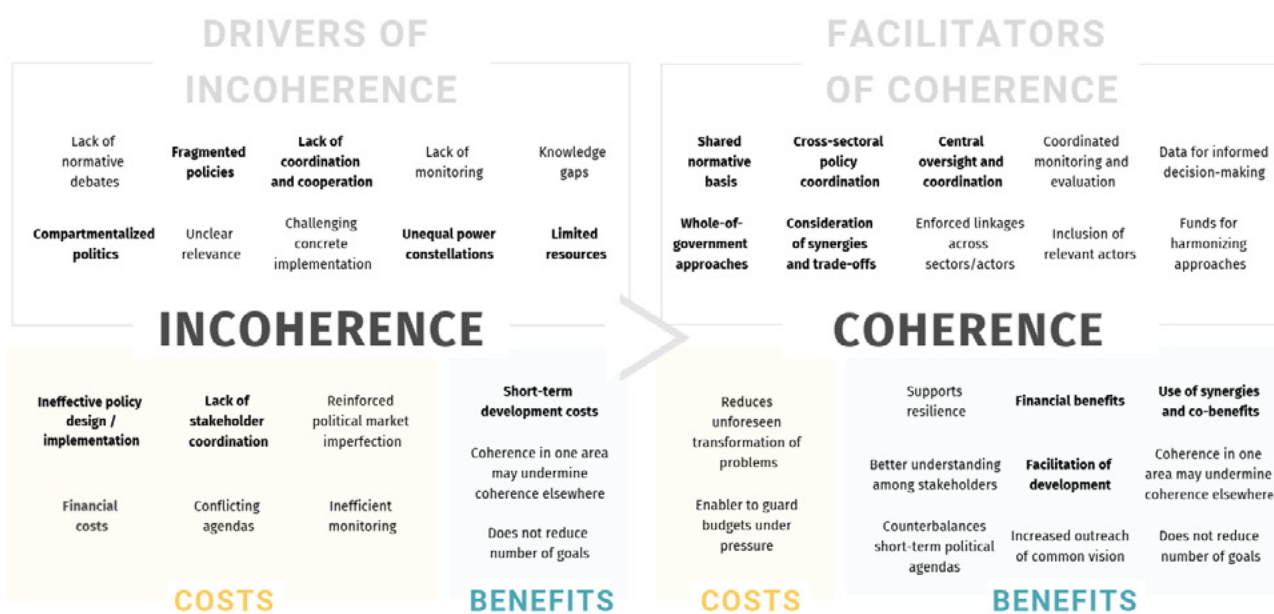 DRIVERS OF
INCOHERENCE
Lack of
normative
debates
Fragmented
policies
Lack of
coordination
and cooperation
Lack of
monitoring
Knowledge
gaps
Compartmentalized
politics
Unclear
relevance
Challenging
concrete
implementation
Unequal power
constellations
Limited
resources
INCOHERENCE
Ineffective policy
design /
implementation
Lack of
stakeholder
coordination
Reinforced
political market
imperfection
Financial
costs
Conflicting
agendas
Inefficient
monitoring
COSTS
Short-term
development costs
Coherence in one area
may undermine
coherence elsewhere
Does not reduce
number of goals
BENEFITS
FACILITATORS
OF COHERENCE
Shared
normative
basis
Cross-sectoral
policy
coordination
Central
oversight and
coordination
Coordinated
monitoring and
evaluation
Data for informed
decision-making
Whole-of-
government
approaches
Consideration
of synergies
and trade-offs
Enforced linkages
across
sectors/actors
Inclusion of
relevant actors
Funds for
harmonizing
approaches
COHERENCE
Reduces
unforeseen
transformation of
problems
Enabler to guard
budgets under
pressure
COSTS
Supports
resilience
Financial benefits
Use of synergies
and co-benefits
Better understanding
among stakeholders
Facilitation of
development
Coherence in one
area may undermine
coherence elsewhere
Counterbalances
short-term political
agendas
Increased outreach
of common vision
Does not reduce
number of goals
BENEFITS